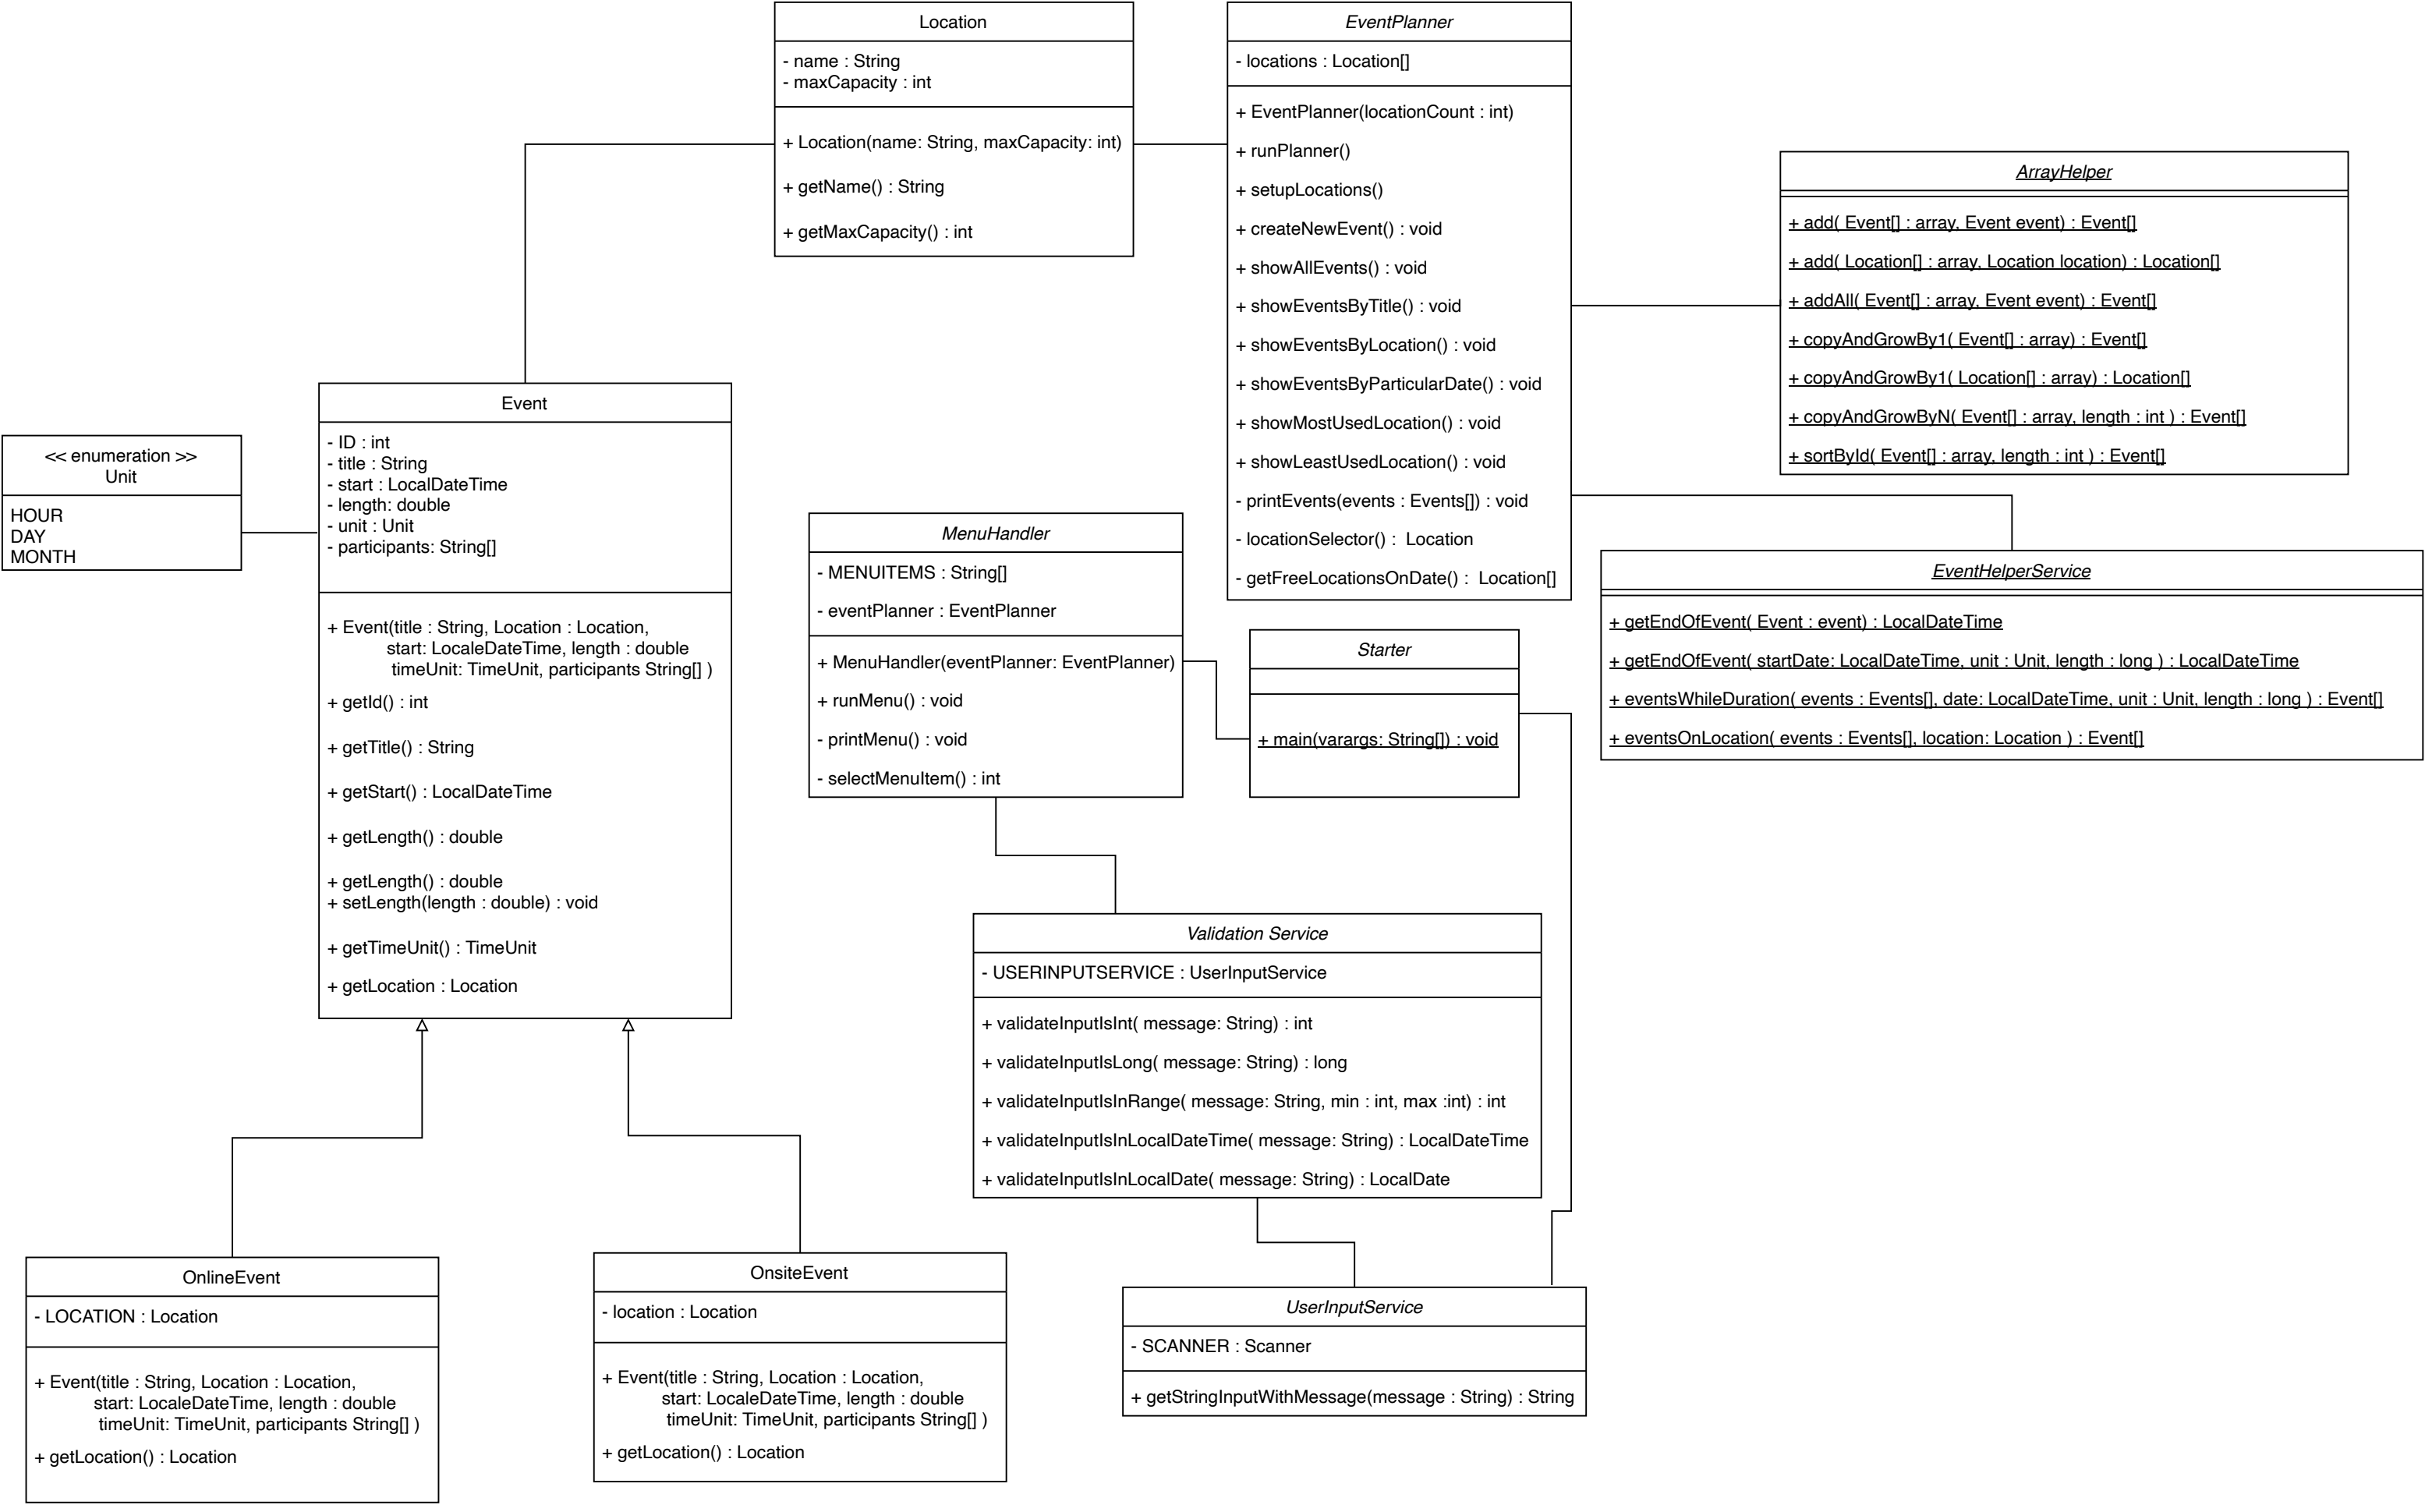 Location
- name : String
- maxCapacity : int
+ Location(name: String, maxCapacity: int)
+ getName() : String
+ getMaxCapacity() : int
EventPlanner
- locations : Location[]
+ EventPlanner(locationCount : int)
+ runPlanner()
+ setupLocations()
+ createNewEvent() : void
+ showAllEvents() : void
+ showEventsByTitle() : void
+ showEventsByLocation() : void
+ showEventsByParticularDate() : void
+ showMostUsedLocation() : void
+ showLeastUsedLocation() : void
- printEvents(events : Events[]) : void
- locationSelector() :  Location
- getFreeLocationsOnDate() :  Location[]
ArrayHelper
+ add( Event[] : array, Event event) : Event[]
+ add( Location[] : array, Location location) : Location[]
+ addAll( Event[] : array, Event event) : Event[]
+ copyAndGrowBy1( Event[] : array) : Event[]
+ copyAndGrowBy1( Location[] : array) : Location[]
+ copyAndGrowByN( Event[] : array, length : int ) : Event[]
+ sortById( Event[] : array, length : int ) : Event[]
<< enumeration >>
Unit
HOUR
DAY
MONTH
Event
- ID : int
- title : String
- start : LocalDateTime
- length: double
- unit : Unit
- participants: String[]
+ Event(title : String, Location : Location,
start: LocaleDateTime, length : double
timeUnit: TimeUnit, participants String[] )
+ getId() : int
+ getTitle() : String
+ getStart() : LocalDateTime
+ getLength() : double
+ getLength() : double
+ setLength(length : double) : void
+ getTimeUnit() : TimeUnit
+ getLocation : Location
MenuHandler
- MENUITEMS : String[]
- eventPlanner : EventPlanner
+ MenuHandler(eventPlanner: EventPlanner)
+ runMenu() : void
- printMenu() : void
- selectMenuItem() : int
Starter
+ main(varargs: String[]) : void
EventHelperService
+ getEndOfEvent( Event : event) : LocalDateTime
+ getEndOfEvent( startDate: LocalDateTime, unit : Unit, length : long ) : LocalDateTime
+ eventsWhileDuration( events : Events[], date: LocalDateTime, unit : Unit, length : long ) : Event[]
+ eventsOnLocation( events : Events[], location: Location ) : Event[]
Validation Service
- USERINPUTSERVICE : UserInputService
+ validateInputIsInt( message: String) : int
+ validateInputIsLong( message: String) : long
+ validateInputIsInRange( message: String, min : int, max :int) : int
+ validateInputIsInLocalDateTime( message: String) : LocalDateTime
+ validateInputIsInLocalDate( message: String) : LocalDate
OnlineEvent
- LOCATION : Location
+ Event(title : String, Location : Location,
start: LocaleDateTime, length : double
timeUnit: TimeUnit, participants String[] )
+ getLocation() : Location
OnsiteEvent
- location : Location
+ Event(title : String, Location : Location,
start: LocaleDateTime, length : double
timeUnit: TimeUnit, participants String[] )
+ getLocation() : Location
UserInputService
- SCANNER : Scanner
+ getStringInputWithMessage(message : String) : String